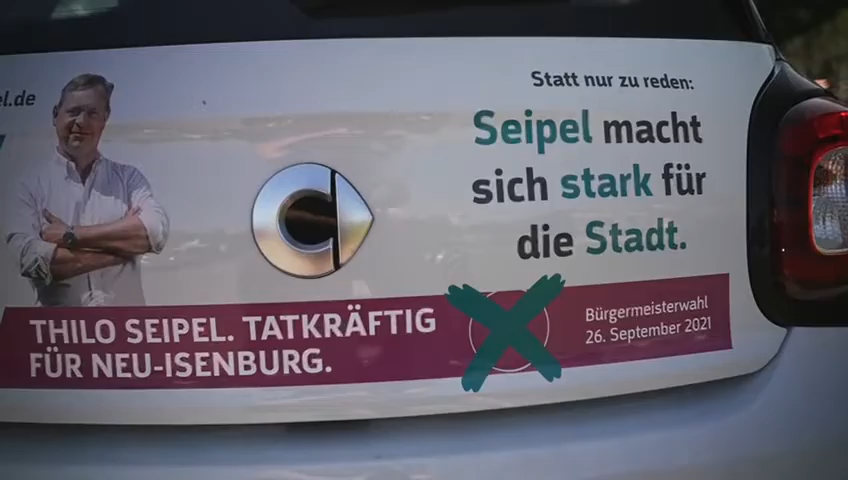 el.de
Statt nur zu reden:
Seipel macht
sich stark für
die Stadt.
THILO SEIPEL. TATKRÄFTIG
FÜR NEU-ISENBURG.
Bürgermeisterwahl
26. September 2021